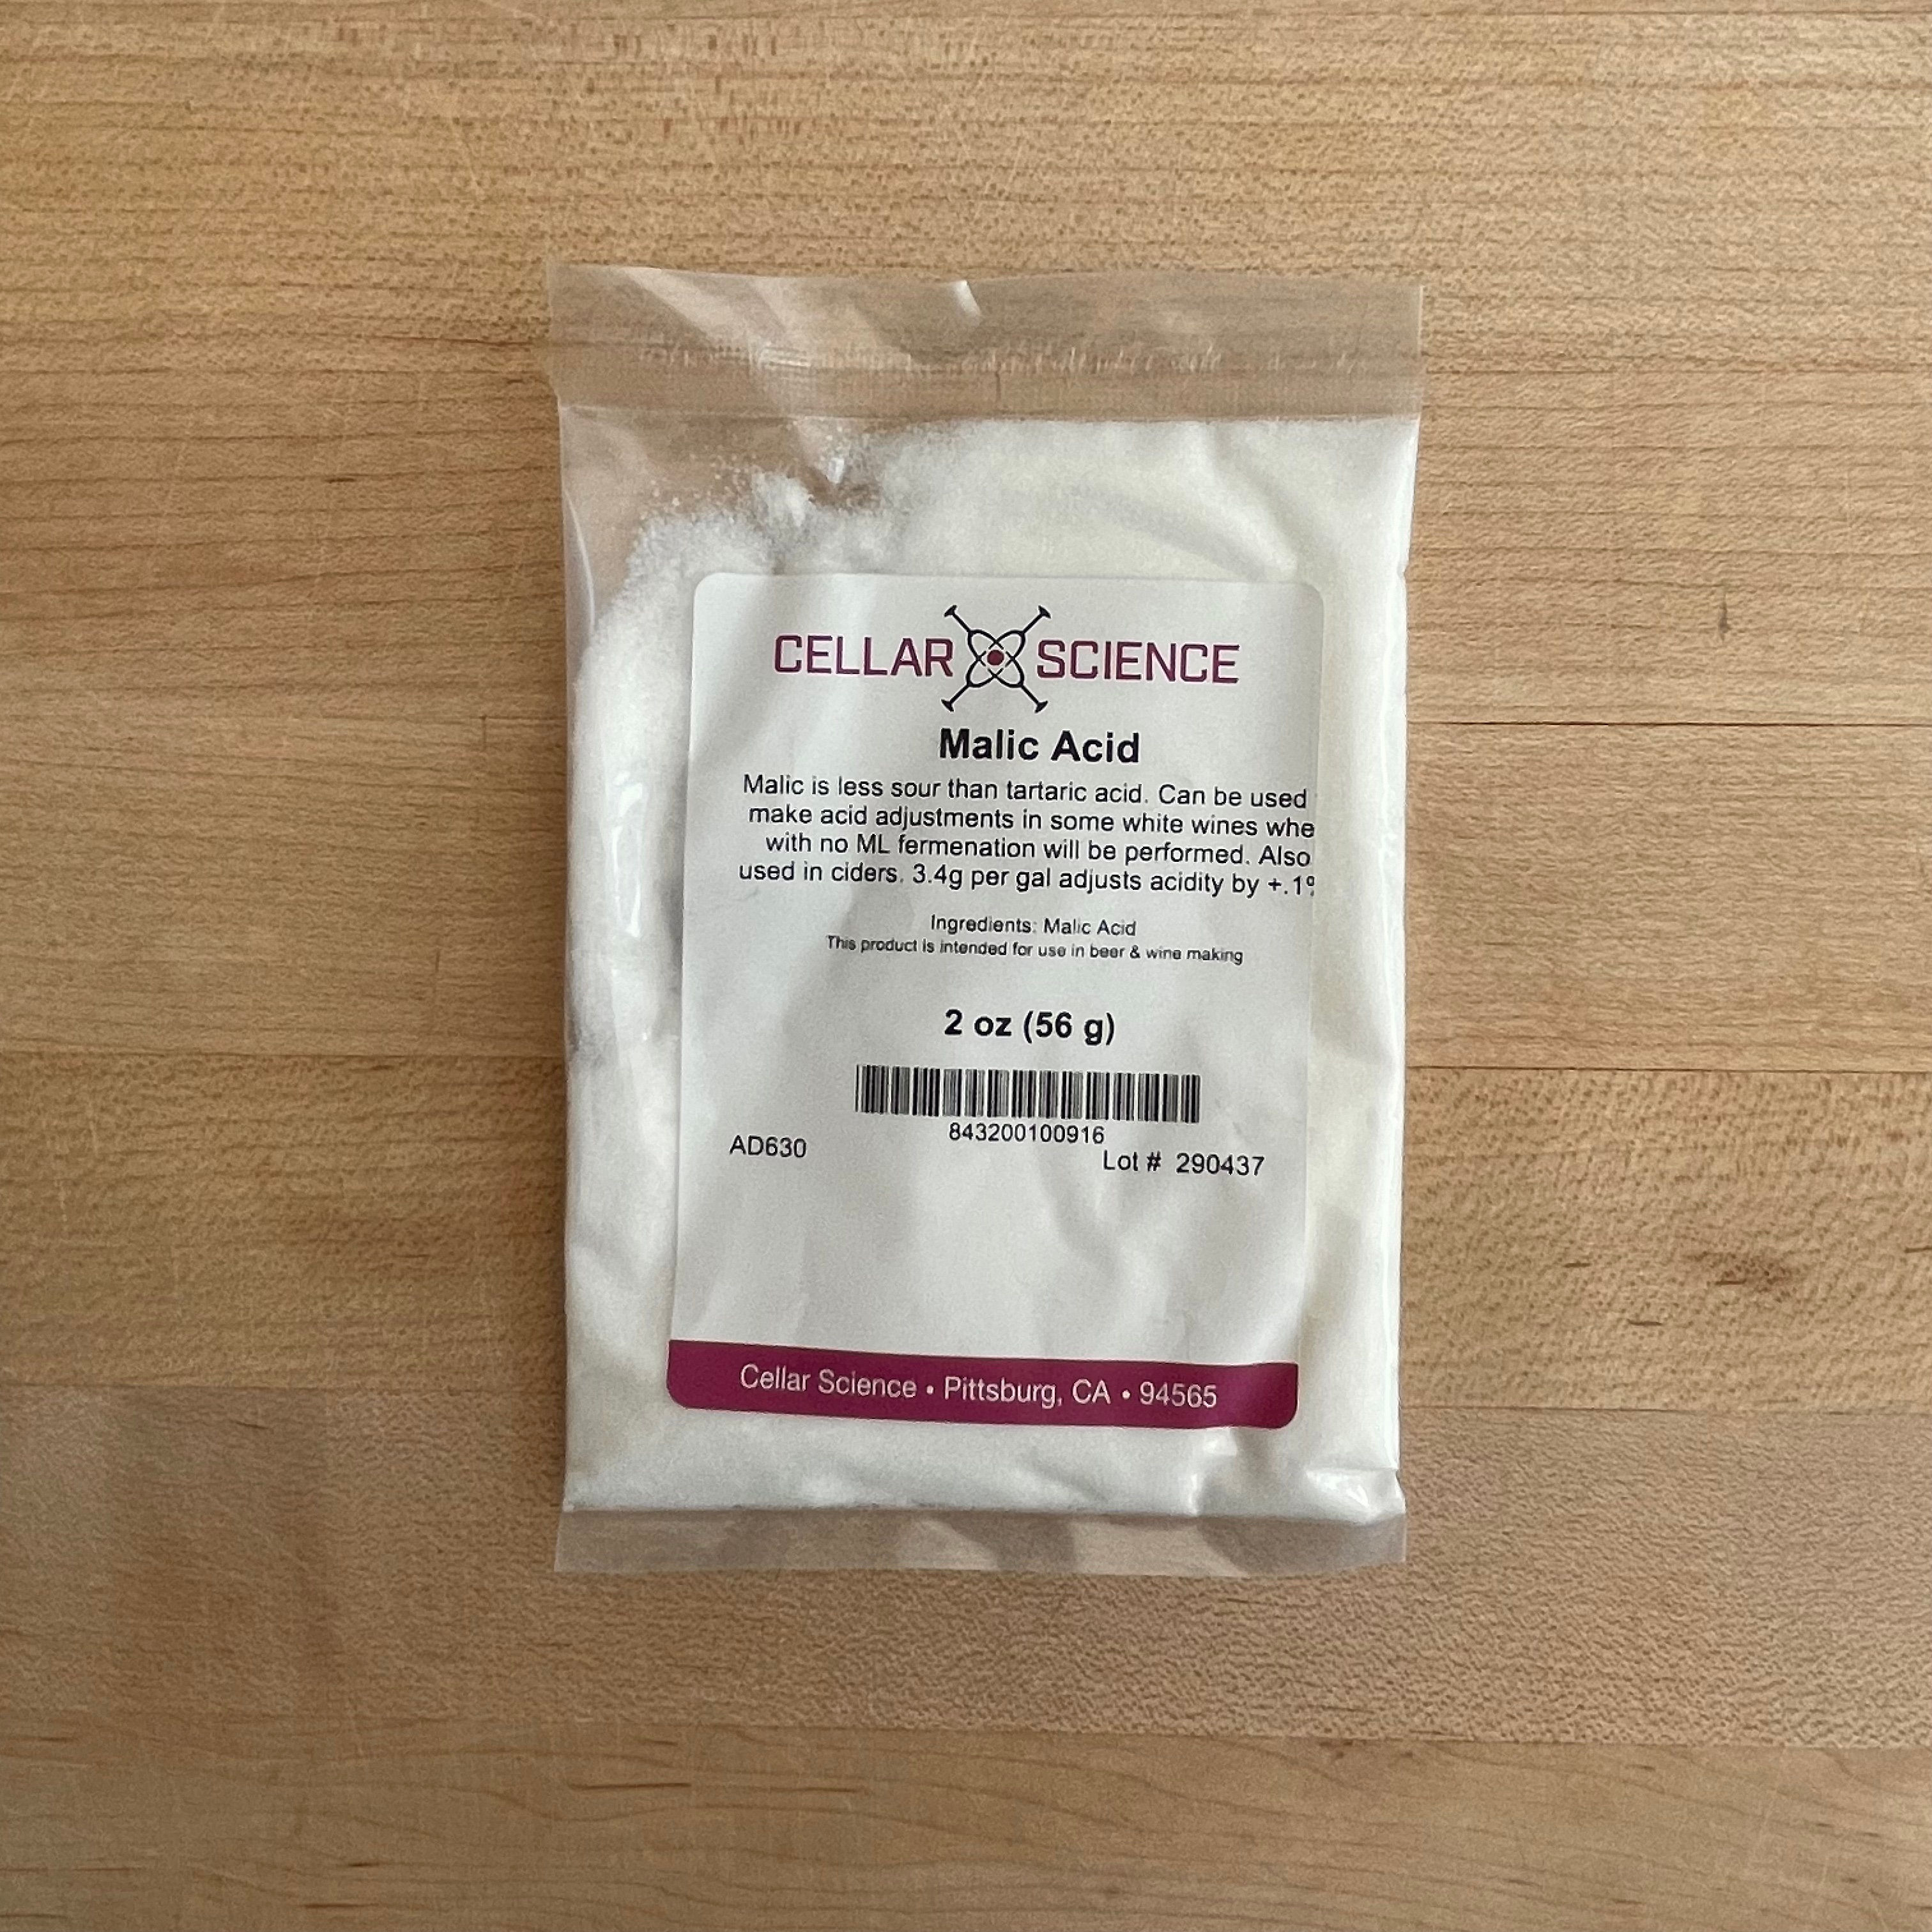 CELLAR SCIENCE
Malic Acid
Malic is less sour than tartaric acid. Can be used
make acid adjustments in some white wines whe
with no ML fermenation will be performed. Also
used in ciders. 3.4g per gal adjusts acidity by +.1%
Ingredients: Malic Acid
This product is intended for use in beer & wine making
2 oz (56 g)
843200100916
AD630
Lot # 290437
Cellar Science • Pittsburg, CA • 94565